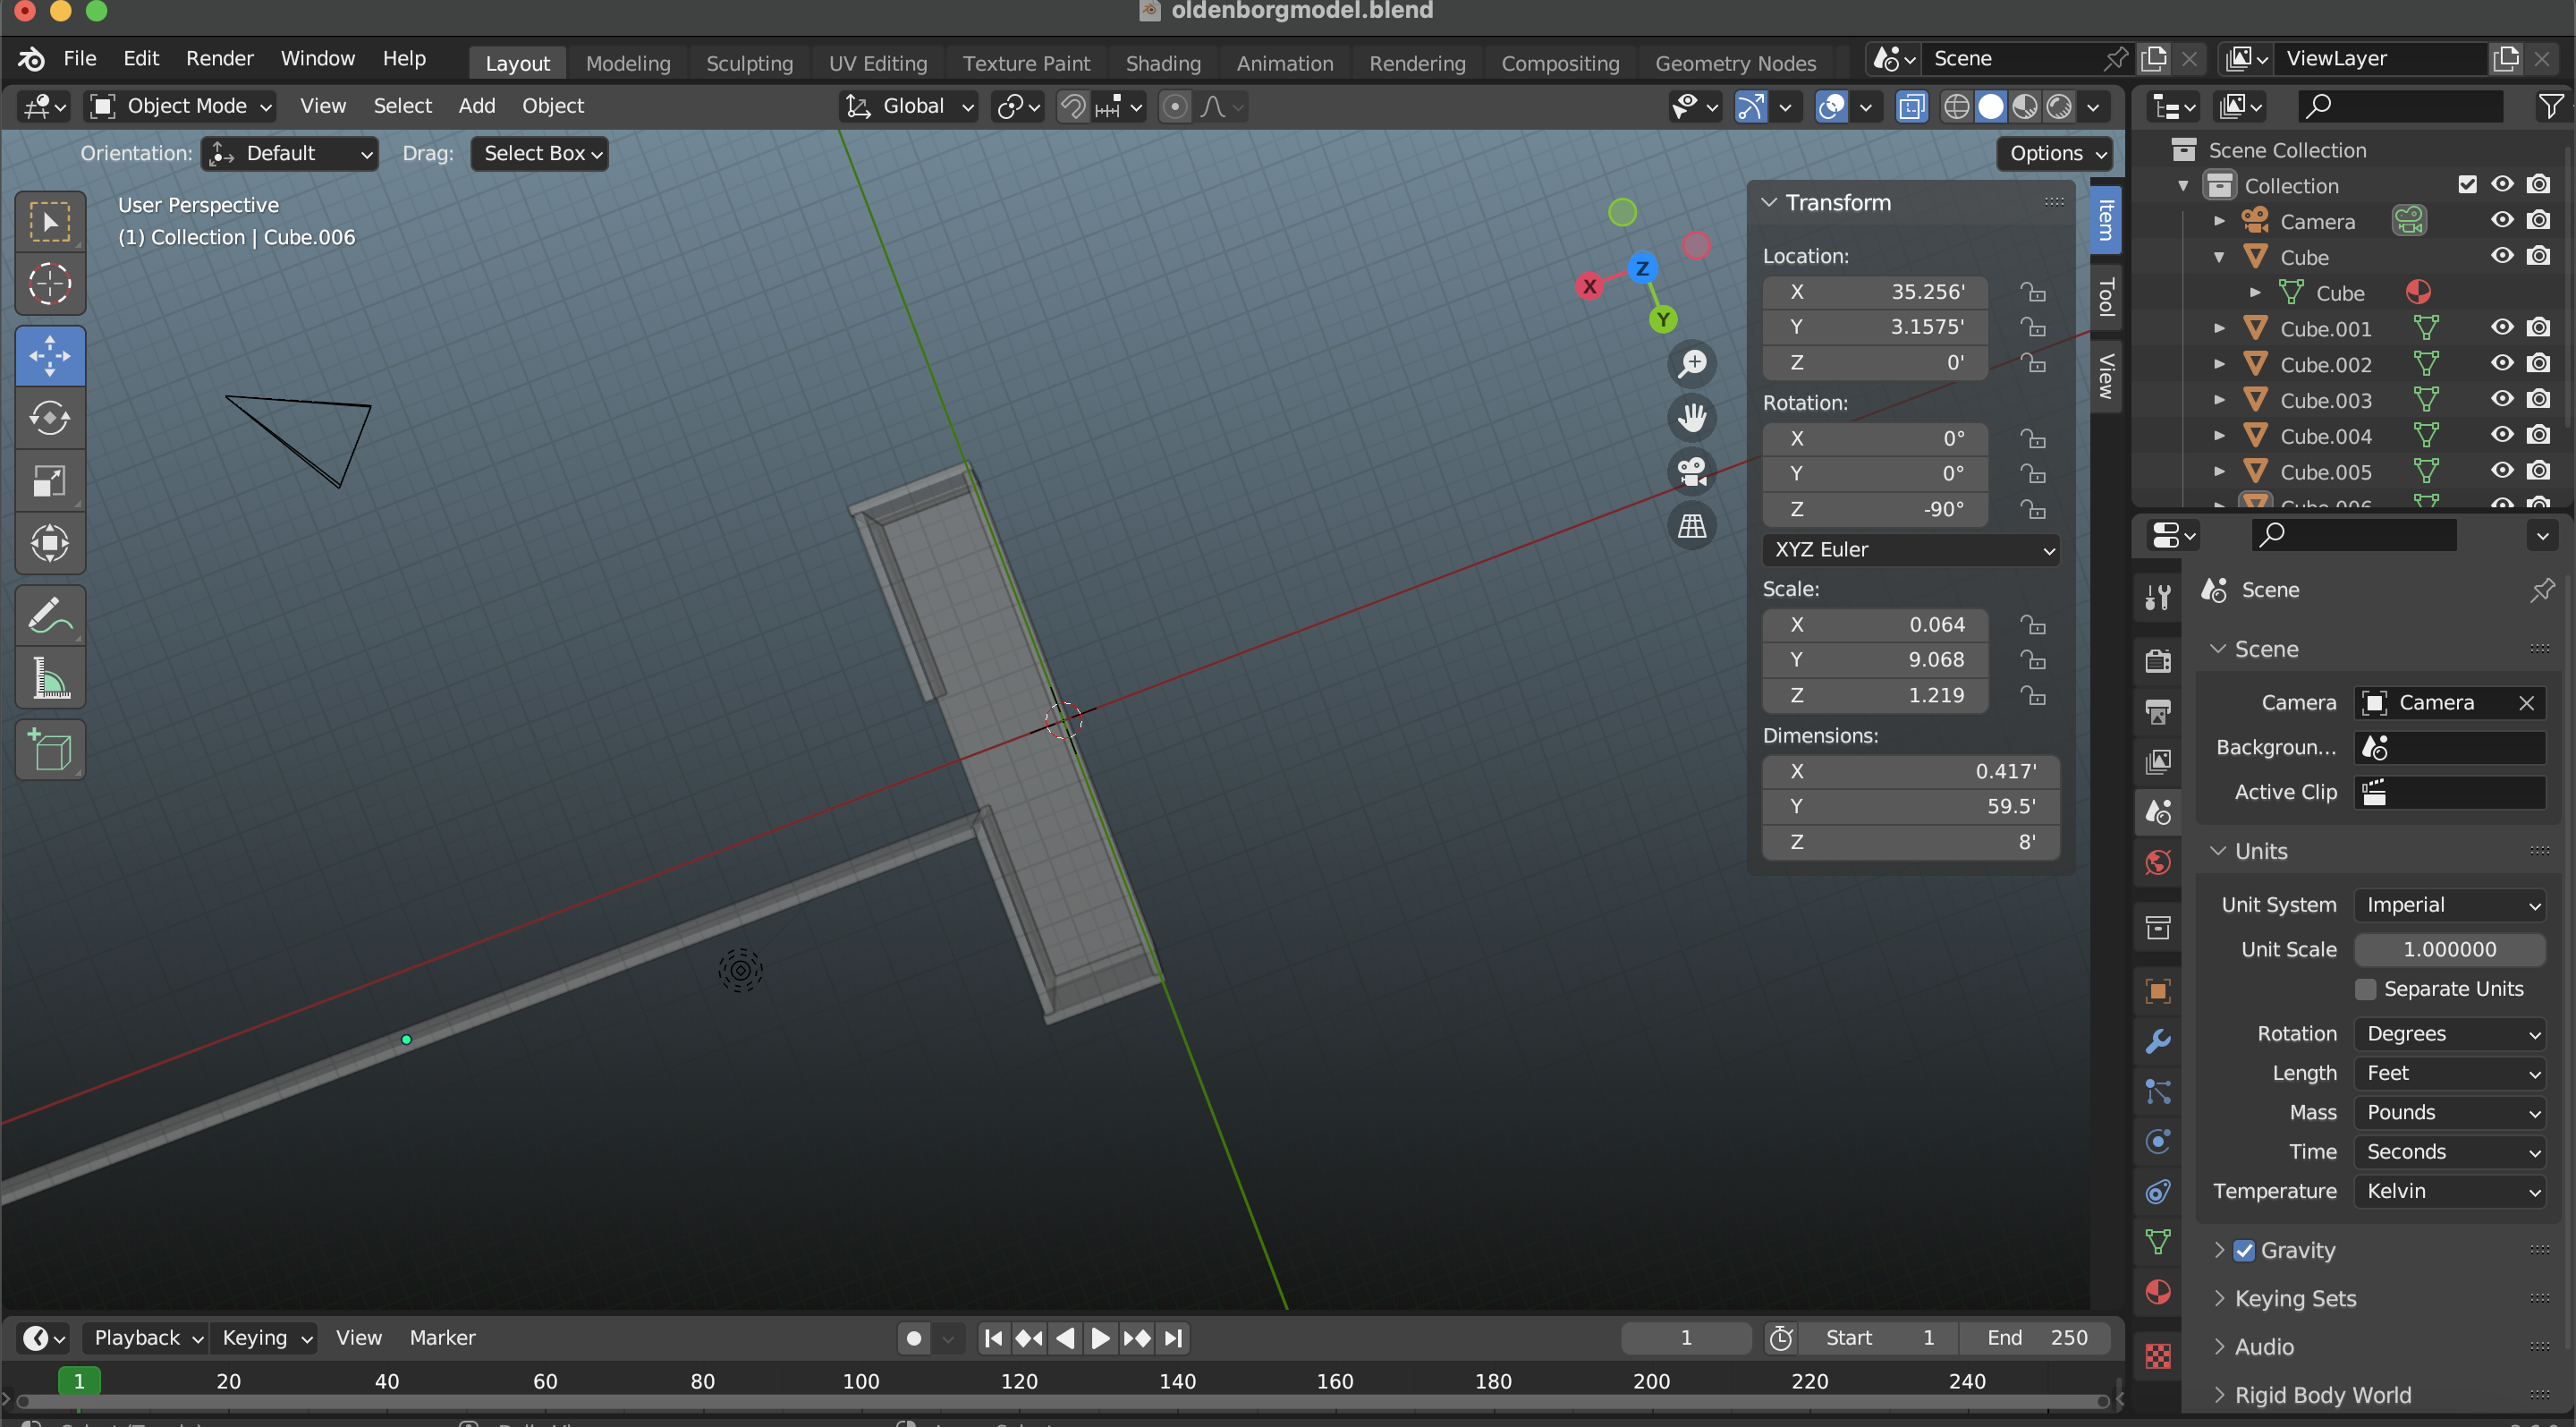 oldenborgmodel.blend
File Edit Render Window Help Layout Modeling Sculpting UV Editing Texture Paint Shading Animation Rendering Compositing Geometry Nodes Scene ViewLayer
Object Mode View Select Add Object Global
Orientation: Default Drag: Select Box Options
User Perspective
(1) Collection | Cube.006
X
Y
Z
Transform
Location:
X 35.256'
Y 3.1575'
Z 0'
Rotation:
X 0°
Y 0°
Z -90°
XYZ Euler
Scale:
X 0.064
Y 9.068
Z 1.219
Dimensions:
X 0.417'
Y 59.5'
Z 8'
Item
Tool
View
Scene Collection
Collection
Camera
Cube
Cube
Cube.001
Cube.002
Cube.003
Cube.004
Cube.005
Cube.006
Scene
Scene
Camera Camera
Backgroun...
Active Clip
Units
Unit System Imperial
Unit Scale 1.000000
Separate Units
Rotation Degrees
Length Feet
Mass Pounds
Time Seconds
Temperature Kelvin
Gravity
Keying Sets
Audio
Rigid Body World
Playback Keying View Marker 1 Start 1 End 250
1 20 40 60 80 100 120 140 160 180 200 220 240